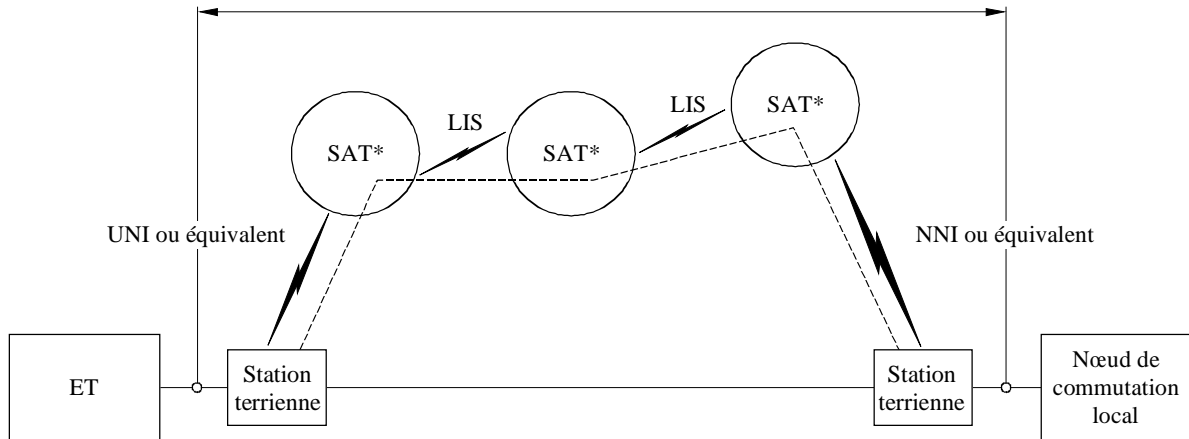 SAT*
LIS
SAT*
LIS
SAT*
UNI ou équivalent
NNI ou équivalent
ET
Station
terrienne
Station
terrienne
Nœud de
commutation
local